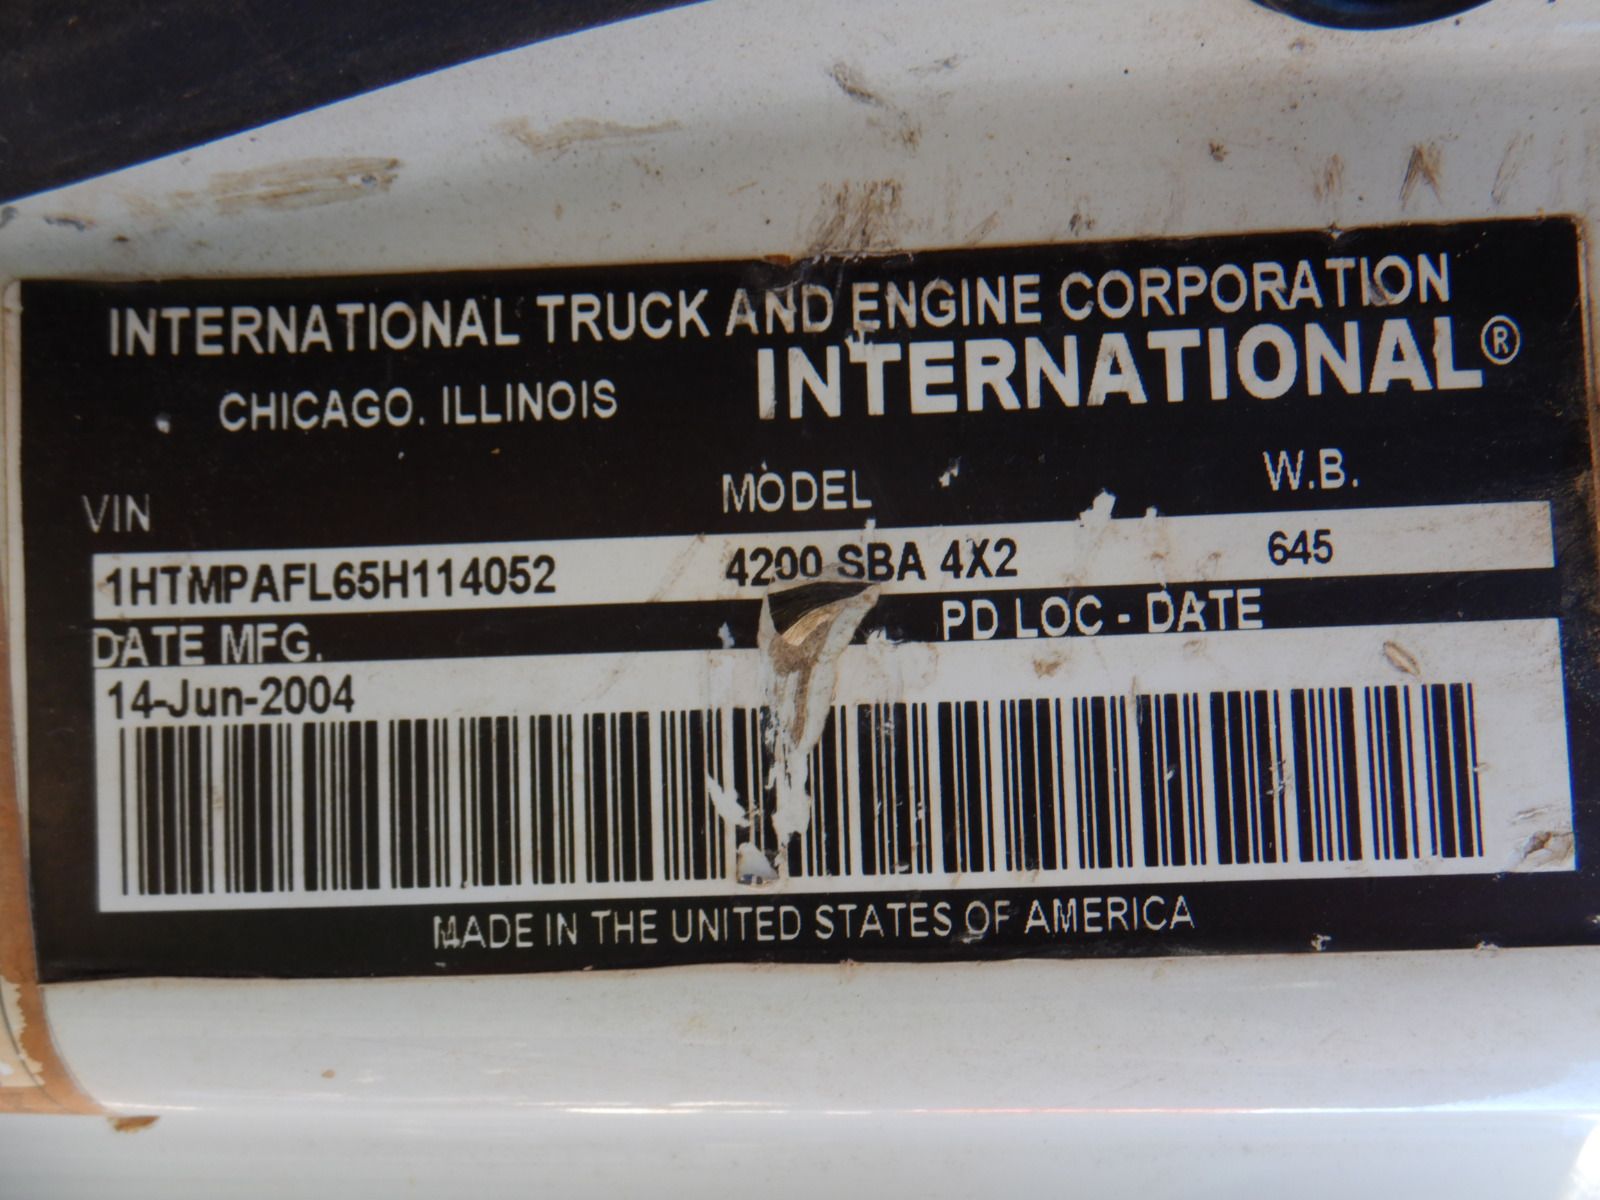 INTERNATIONAL TRUCK AND ENGINE CORPORATION
CHICAGO, ILLINOIS
INTERNATIONAL®
VIN MODEL W.B.
1HTMPAFL65H114052 4200 SBA 4X2 645
DATE MFG. PD LOC - DATE
14-Jun-2004
MADE IN THE UNITED STATES OF AMERICA